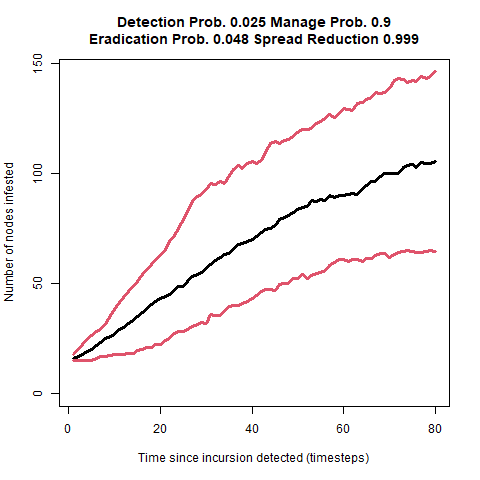 Detection Prob. 0.025 Manage Prob. 0.9
Eradication Prob. 0.048 Spread Reduction 0.999
Number of nodes infested
150
100
50
0
0 20 40 60 80
Time since incursion detected (timesteps)